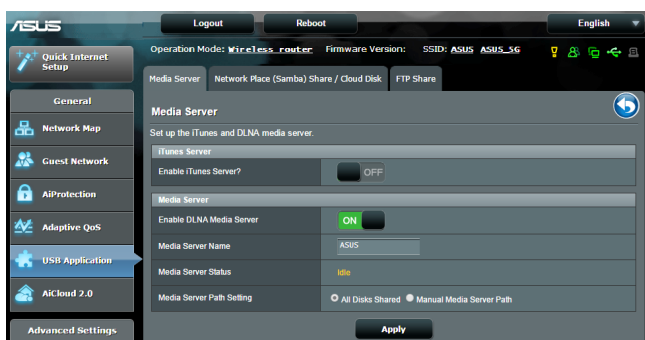 ASUS
Logout
Reboot
English
Quick Internet
Setup
Operation Mode: Wireless router Firmware Version: SSID: ASUS ASUS_5G
Media Server
Network Place (Samba) Share / Cloud Disk
FTP Share
General
Network Map
Guest Network
AiProtection
Adaptive QoS
USB Application
AiCloud 2.0
Advanced Settings
Media Server
Set up the iTunes and DLNA media server.
iTunes Server
Enable iTunes Server?
OFF
Media Server
Enable DLNA Media Server
ON
Media Server Name
ASUS
Media Server Status
Idle
Media Server Path Setting
All Disks Shared
Manual Media Server Path
Apply